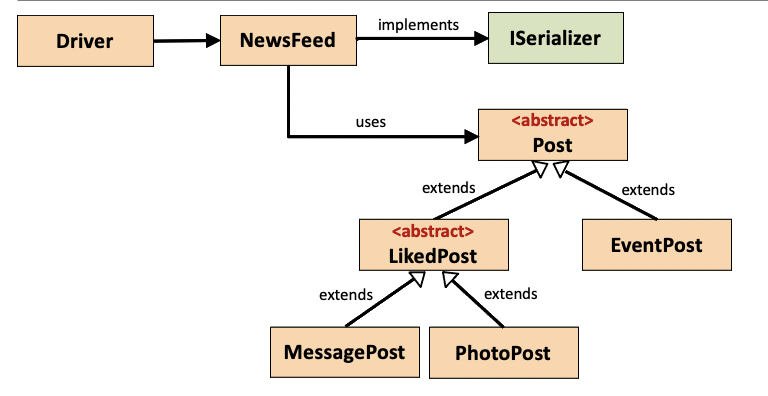 Driver
NewsFeed
implements
ISerializer
uses
<abstract>
Post
extends
extends
<abstract>
LikedPost
EventPost
extends
extends
MessagePost
PhotoPost